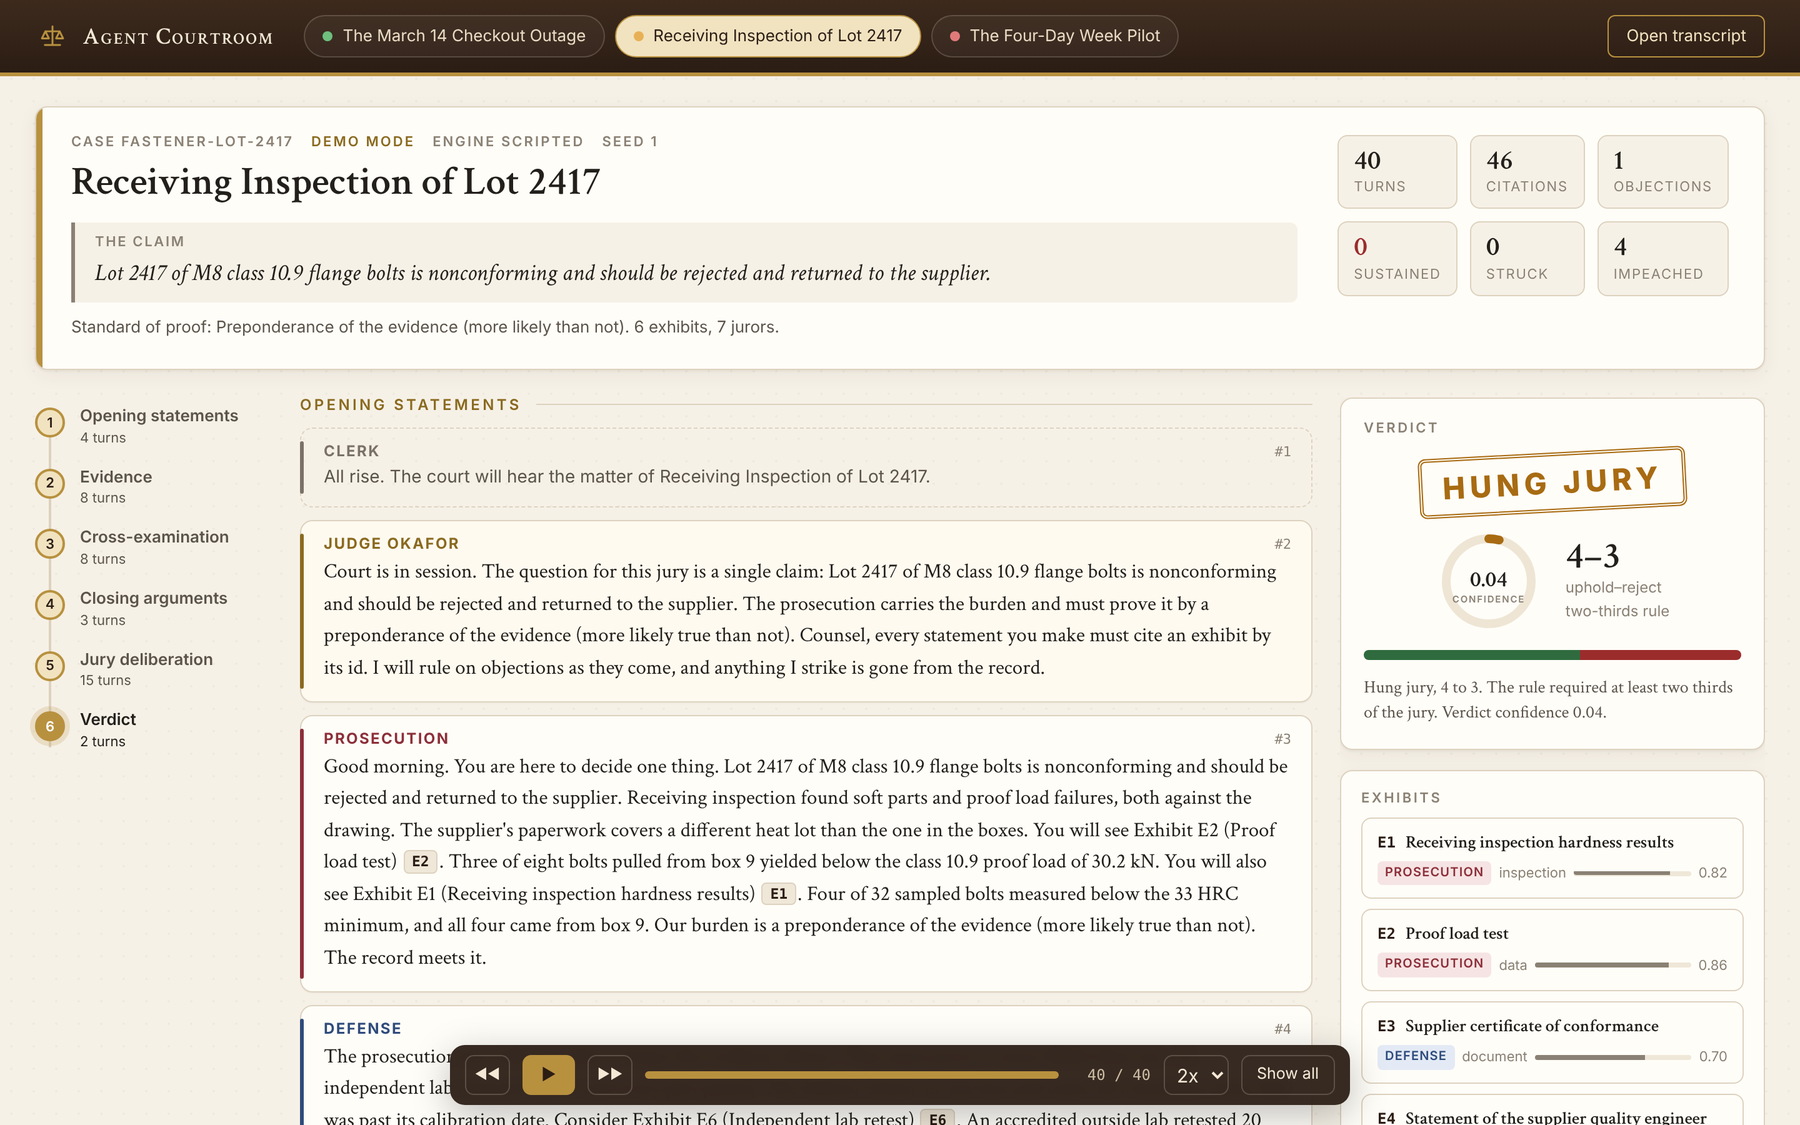 AGENT COURTROOM
The March 14 Checkout Outage
Receiving Inspection of Lot 2417
The Four-Day Week Pilot
Open transcript
CASE FASTENER-LOT-2417 DEMO MODE ENGINE SCRIPTED SEED 1
Receiving Inspection of Lot 2417
THE CLAIM
Lot 2417 of M8 class 10.9 flange bolts is nonconforming and should be rejected and returned to the supplier.
Standard of proof: Preponderance of the evidence (more likely than not). 6 exhibits, 7 jurors.
40
TURNS
46
CITATIONS
1
OBJECTIONS
0
SUSTAINED
0
STRUCK
4
IMPEACHED
1
Opening statements
4 turns
2
Evidence
8 turns
3
Cross-examination
8 turns
4
Closing arguments
3 turns
5
Jury deliberation
15 turns
6
Verdict
2 turns
OPENING STATEMENTS
CLERK #1
All rise. The court will hear the matter of Receiving Inspection of Lot 2417.
JUDGE OKAFOR #2
Court is in session. The question for this jury is a single claim: Lot 2417 of M8 class 10.9 flange bolts is nonconforming
and should be rejected and returned to the supplier. The prosecution carries the burden and must prove it by a
preponderance of the evidence (more likely true than not). Counsel, every statement you make must cite an exhibit by
its id. I will rule on objections as they come, and anything I strike is gone from the record.
PROSECUTION #3
Good morning. You are here to decide one thing. Lot 2417 of M8 class 10.9 flange bolts is nonconforming and should be
rejected and returned to the supplier. Receiving inspection found soft parts and proof load failures, both against the
drawing. The supplier's paperwork covers a different heat lot than the one in the boxes. You will see Exhibit E2 (Proof
load test) E2 . Three of eight bolts pulled from box 9 yielded below the class 10.9 proof load of 30.2 kN. You will also
see Exhibit E1 (Receiving inspection hardness results) E1 . Four of 32 sampled bolts measured below the 33 HRC
minimum, and all four came from box 9. Our burden is a preponderance of the evidence (more likely true than not).
The record meets it.
DEFENSE #4
The prosecution
independent lab
was past its calibration date. Consider Exhibit E6 (Independent lab retest) E6 . An accredited outside lab retested 20
40 / 40
2x
Show all
VERDICT
HUNG JURY
0.04
CONFIDENCE
4–3
uphold–reject
two-thirds rule
Hung jury, 4 to 3. The rule required at least two thirds
of the jury. Verdict confidence 0.04.
EXHIBITS
E1 Receiving inspection hardness results
PROSECUTION inspection 0.82
E2 Proof load test
PROSECUTION data 0.86
E3 Supplier certificate of conformance
DEFENSE document 0.70
E4 Statement of the supplier quality engineer